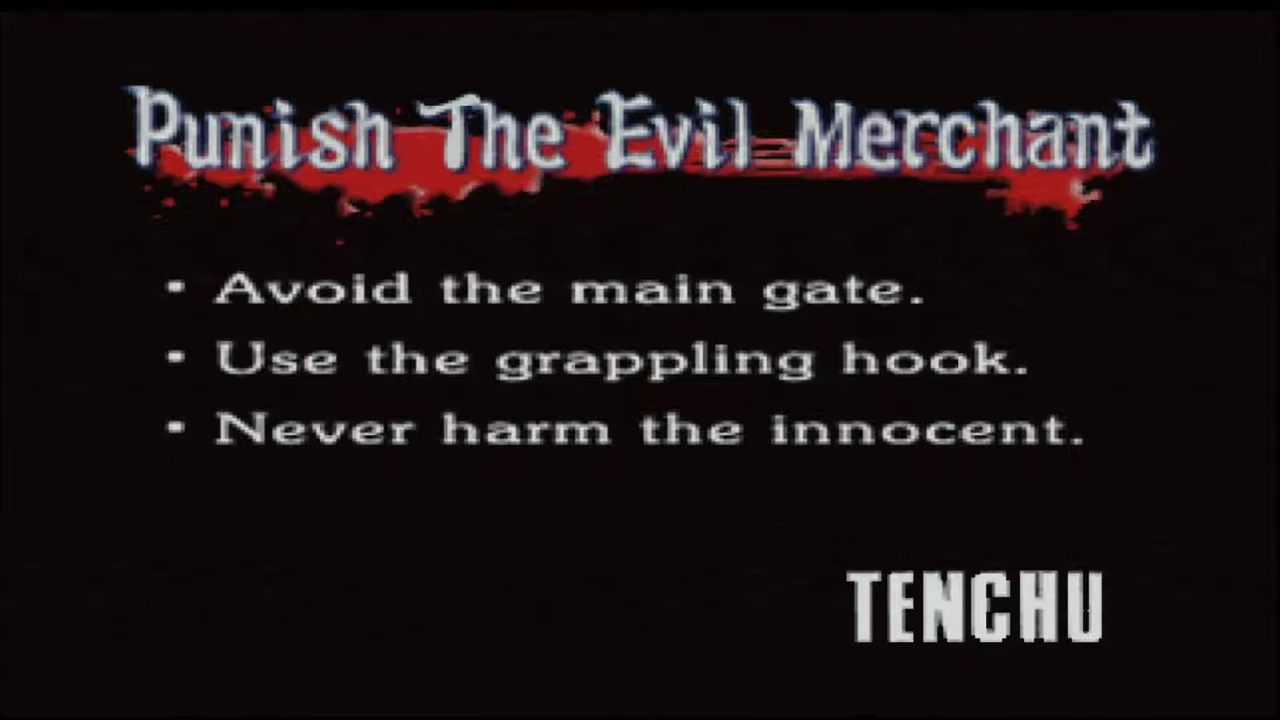 Punish The Evil Merchant
• Avoid the main gate.
• Use the grappling hook.
• Never harm the innocent.
TENCHU